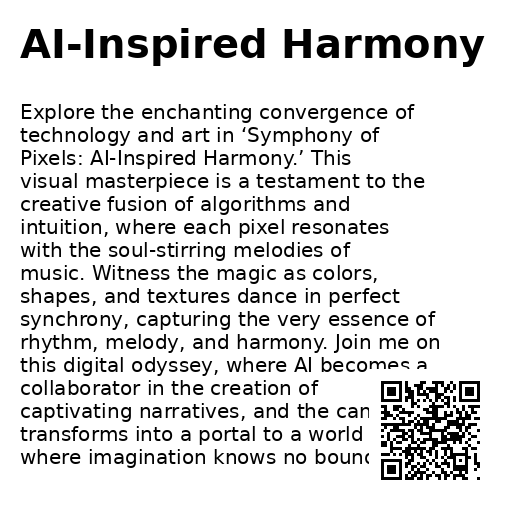 AI-Inspired Harmony
Explore the enchanting convergence of
technology and art in ‘Symphony of
Pixels: AI-Inspired Harmony.’ This
visual masterpiece is a testament to the
creative fusion of algorithms and
intuition, where each pixel resonates
with the soul-stirring melodies of
music. Witness the magic as colors,
shapes, and textures dance in perfect
synchrony, capturing the very essence of
rhythm, melody, and harmony. Join me on
this digital odyssey, where AI becomes a
collaborator in the creation of
captivating narratives, and the
transforms into a portal to a world
where imagination knows no